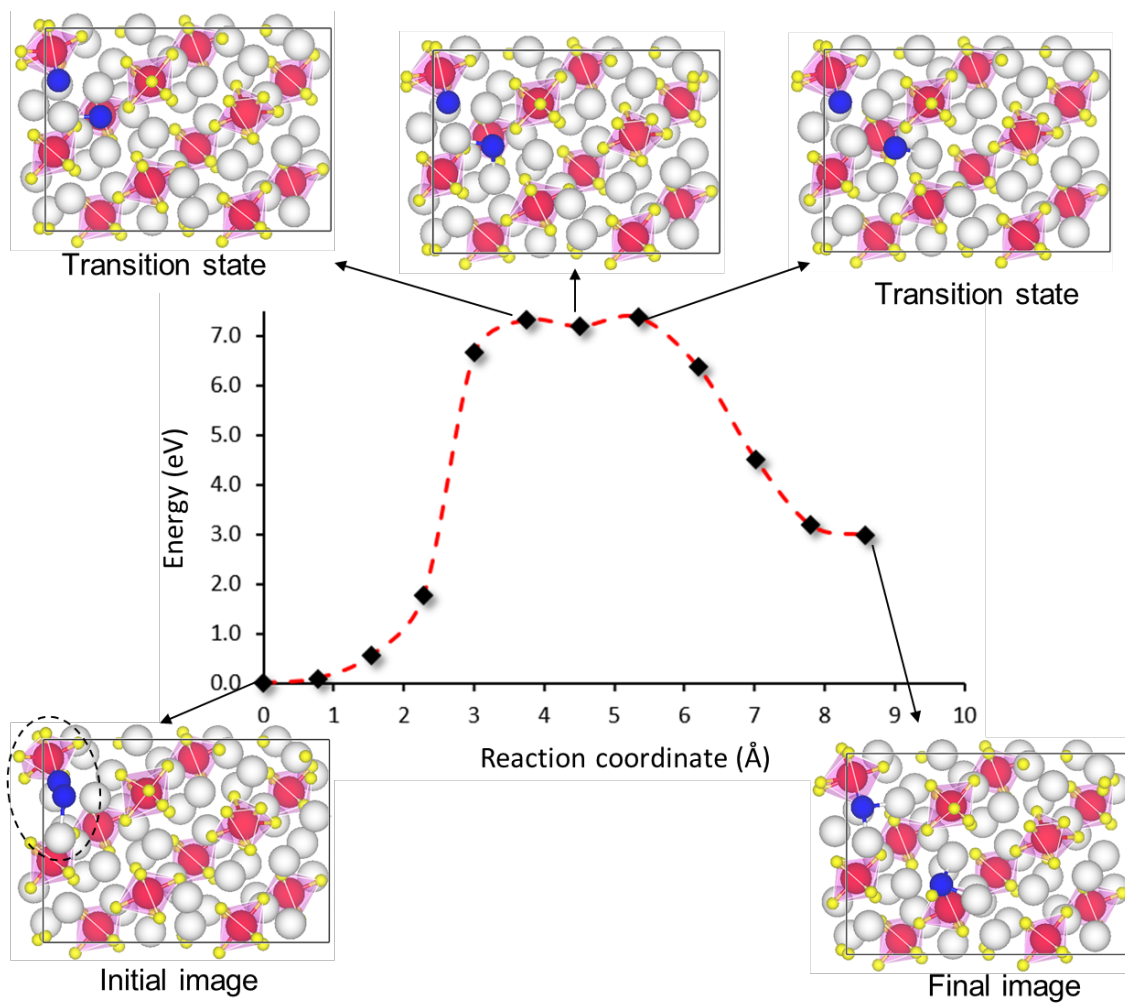 Transition state
Transition state
7.0
6.0
5.0
4.0
3.0
2.0
1.0
0.0
Energy (eV)
0 1 2 3 4 5 6 7 8 9 10
Reaction coordinate (Å)
Initial image
Final image